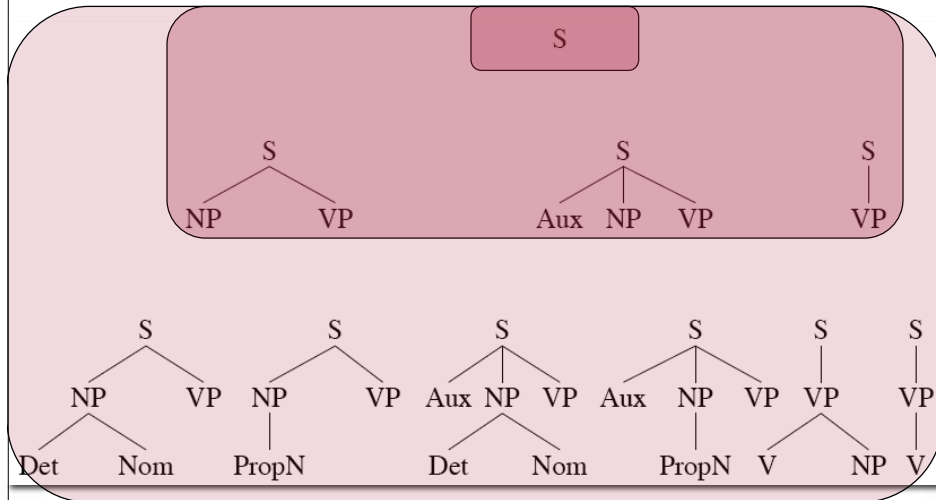 S
S S S
NP VP Aux NP VP VP
S S S S S S
NP VP NP VP Aux NP VP Aux NP VP VP VP
Det Nom PropN Det Nom PropN V NP V